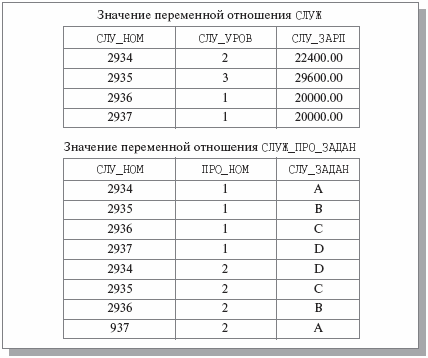 Значение переменной отношения СЛУЖ
СЛУ_НОМ СЛУ_УРОВ СЛУ_ЗАРП
2934 2 22400.00
2935 3 29600.00
2936 1 20000.00
2937 1 20000.00
Значение переменной отношения СЛУЖ_ПРО_ЗАДАН
СЛУ_НОМ ПРО_НОМ СЛУ_ЗАДАН
2934 1 A
2935 1 B
2936 1 C
2937 1 D
2934 2 D
2935 2 C
2936 2 B
937 2 A